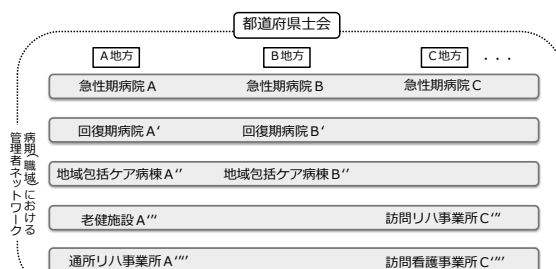 都道府県士会
A地方 B地方 C地方 ・・・
急性期病院A 急性期病院B 急性期病院C
回復期病院A' 回復期病院B'
地域包括ケア病棟A'' 地域包括ケア病棟B''
老健施設A''' 訪問リハ事業所C'''
通所リハ事業所A'''' 訪問看護事業所C''''
病期(職域)における
管理者ネットワーク